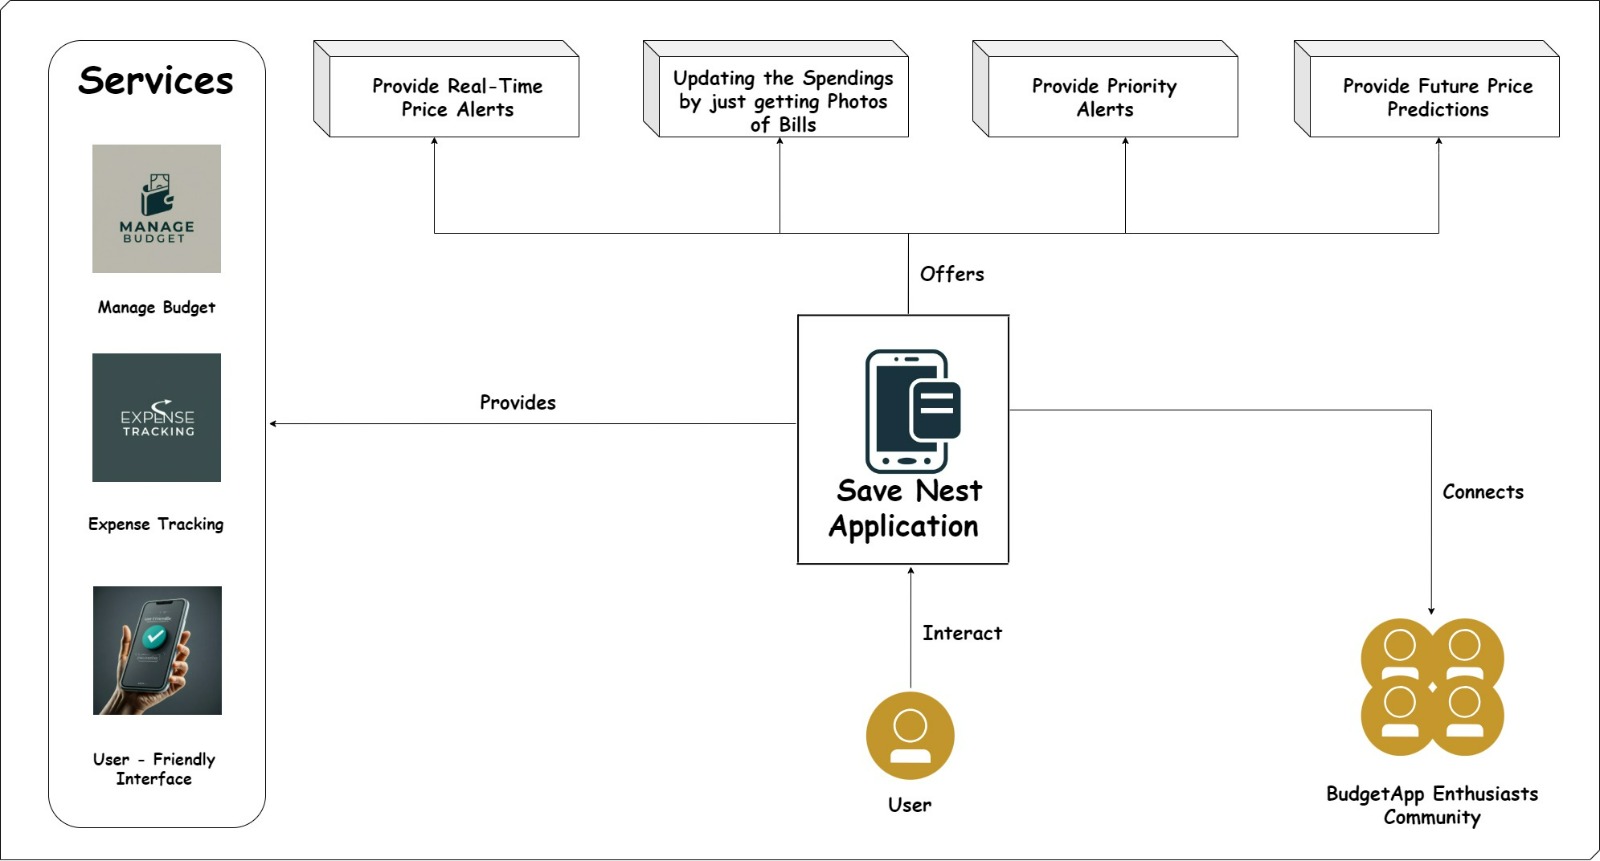 Services
MANAGE
BUDGET
Manage Budget
EXPENSE
TRACKING
Expense Tracking
User - Friendly
Interface
Provide Real-Time
Price Alerts
Updating the Spendings
by just getting Photos
of Bills
Provide Priority
Alerts
Provide Future Price
Predictions
Offers
Provides
Save Nest
Application
Connects
Interact
User
BudgetApp Enthusiasts
Community